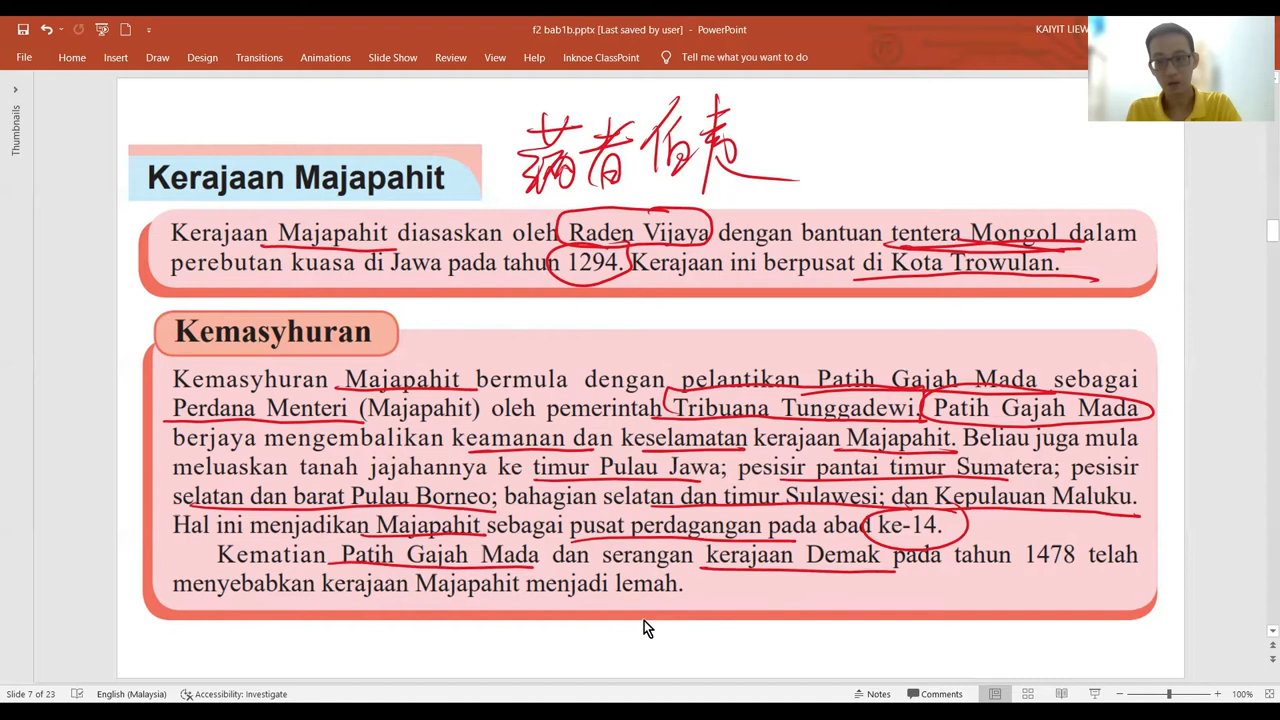 f2 bab1b.pptx [Last saved by user] - PowerPoint
KAIYIT LIEW
File Home Insert Draw Design Transitions Animations Slide Show Review View Help Inknoe ClassPoint Tell me what you want to do
Thumbnails
者
Kerajaan Majapahit
Kerajaan Majapahit diasaskan oleh Raden Vijaya dengan bantuan tentera Mongol dalam
perebutan kuasa di Jawa pada tahun 1294. Kerajaan ini berpusat di Kota Trowulan.
Kemasyhuran
Kemasyhuran Majapahit bermula dengan pelantikan Patih Gajah Mada sebagai
Perdana Menteri (Majapahit) oleh pemerintah Tribuana Tunggadewi. Patih Gajah Mada
berjaya mengembalikan keamanan dan keselamatan kerajaan Majapahit. Beliau juga mula
meluaskan tanah jajahannya ke timur Pulau Jawa; pesisir pantai timur Sumatera; pesisir
selatan dan barat Pulau Borneo; bahagian selatan dan timur Sulawesi; dan Kepulauan Maluku.
Hal ini menjadikan Majapahit sebagai pusat perdagangan pada abad ke-14.
Kematian Patih Gajah Mada dan serangan kerajaan Demak pada tahun 1478 telah
menyebabkan kerajaan Majapahit menjadi lemah.
Slide 7 of 23 English (Malaysia) Accessibility: Investigate Notes Comments 100%